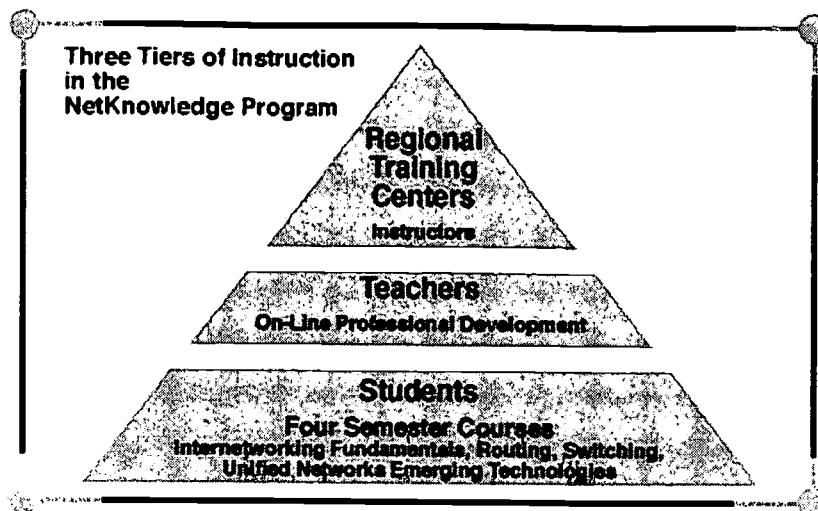 Three Tiers of Instruction
in the
NetKnowledge Program
Regional
Training
Centers
Instructors
Teachers
On-Line Professional Development
Students
Four Semester Courses
Internetworking Fundamentals, Routing, Switching,
Unified Networks Emerging Technologies